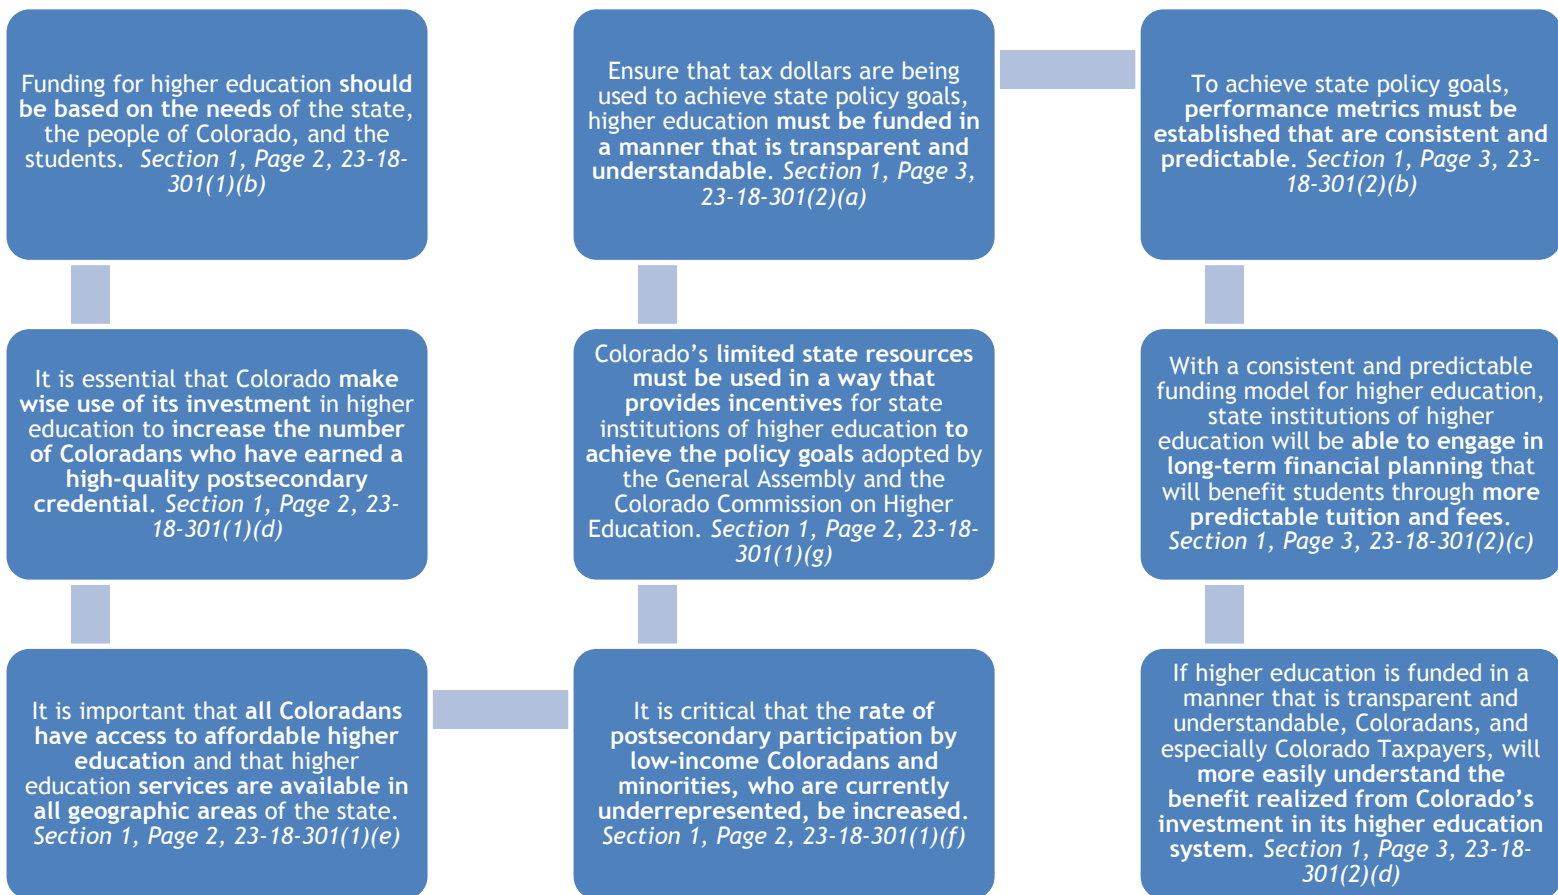 Funding for higher education should
be based on the needs of the state,
the people of Colorado, and the
students. Section 1, Page 2, 23-18-
301(1)(b)
It is essential that Colorado make
wise use of its investment in higher
education to increase the number
of Coloradans who have earned a
high-quality postsecondary
credential. Section 1, Page 2, 23-
18-301(1)(d)
It is important that all Coloradans
have access to affordable higher
education and that higher
education services are available in
all geographic areas of the state.
Section 1, Page 2, 23-18-301(1)(e)
It is critical that the rate of
postsecondary participation by
low-income Coloradans and
minorities, who are currently
underrepresented, be increased.
Section 1, Page 2, 23-18-301(1)(f)
Colorado’s limited state resources
must be used in a way that
provides incentives for state
institutions of higher education to
achieve the policy goals adopted by
the General Assembly and the
Colorado Commission on Higher
Education. Section 1, Page 2, 23-18-
301(1)(g)
Ensure that tax dollars are being
used to achieve state policy goals,
higher education must be funded in
a manner that is transparent and
understandable. Section 1, Page 3,
23-18-301(2)(a)
To achieve state policy goals,
performance metrics must be
established that are consistent and
predictable. Section 1, Page 3, 23-
18-301(2)(b)
With a consistent and predictable
funding model for higher education,
state institutions of higher
education will be able to engage in
long-term financial planning that
will benefit students through more
predictable tuition and fees.
Section 1, Page 3, 23-18-301(2)(c)
If higher education is funded in a
manner that is transparent and
understandable, Coloradans, and
especially Colorado Taxpayers, will
more easily understand the
benefit realized from Colorado’s
investment in its higher education
system. Section 1, Page 3, 23-18-
301(2)(d)